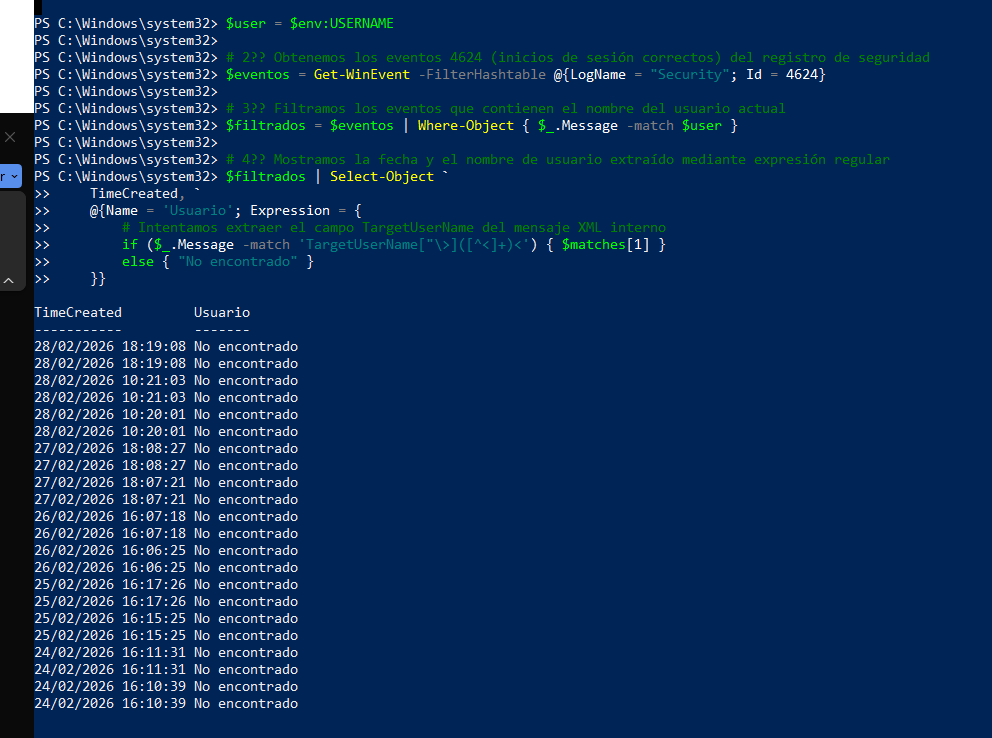 PS C:\Windows\system32> $user = $env:USERNAME
PS C:\Windows\system32>
PS C:\Windows\system32> # 2?? Obtenemos los eventos 4624 (inicios de sesión correctos) del registro de seguridad
PS C:\Windows\system32> $eventos = Get-WinEvent -FilterHashtable @{LogName = "Security"; Id = 4624}
PS C:\Windows\system32>
PS C:\Windows\system32> # 3?? Filtramos los eventos que contienen el nombre del usuario actual
PS C:\Windows\system32> $filtrados = $eventos | Where-Object { $_.Message -match $user }
PS C:\Windows\system32>
PS C:\Windows\system32> # 4?? Mostramos la fecha y el nombre de usuario extraído mediante expresión regular
PS C:\Windows\system32> $filtrados | Select-Object `
>>     TimeCreated, `
>>     @{Name = 'Usuario'; Expression = {
>>         # Intentamos extraer el campo TargetUserName del mensaje XML interno
>>         if ($_.Message -match 'TargetUserName["\>]([^<]+)<') { $matches[1] }
>>         else { "No encontrado" }
>>     }}
r
TimeCreated         Usuario
-----------         -------
28/02/2026 18:19:08 No encontrado
28/02/2026 18:19:08 No encontrado
28/02/2026 10:21:03 No encontrado
28/02/2026 10:21:03 No encontrado
28/02/2026 10:20:01 No encontrado
28/02/2026 10:20:01 No encontrado
27/02/2026 18:08:27 No encontrado
27/02/2026 18:08:27 No encontrado
27/02/2026 18:07:21 No encontrado
27/02/2026 18:07:21 No encontrado
26/02/2026 16:07:18 No encontrado
26/02/2026 16:07:18 No encontrado
26/02/2026 16:06:25 No encontrado
26/02/2026 16:06:25 No encontrado
25/02/2026 16:17:26 No encontrado
25/02/2026 16:17:26 No encontrado
25/02/2026 16:15:25 No encontrado
25/02/2026 16:15:25 No encontrado
24/02/2026 16:11:31 No encontrado
24/02/2026 16:11:31 No encontrado
24/02/2026 16:10:39 No encontrado
24/02/2026 16:10:39 No encontrado